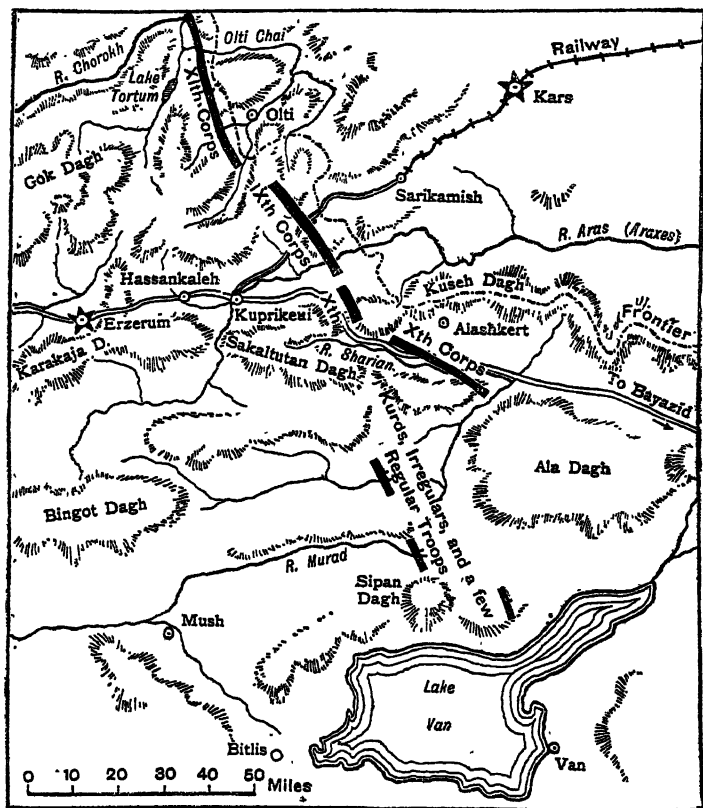 Olti Chai
Railway
R. Chorokh
Lake
Tortum
XIth Corps
Kars
Olti
Gök Dagh
Sarikamish
IXth Corps
R. Aras (Araxes)
Hassankaleh
Kuseh Dagh
Frontier
Erzerum
Kuprikeui
Xth
Alashkert
Karakaja D.
Sakaltutan Dagh
R. Sharian
Xth Corps
To Bayazid
Kurds, Irregulars, and a few
Regular Troops
Ala Dagh
Bingot Dagh
R. Murad
Sipan
Dagh
Mush
Lake
Van
Bitlis
Van
0 10 20 30 40 50
Miles